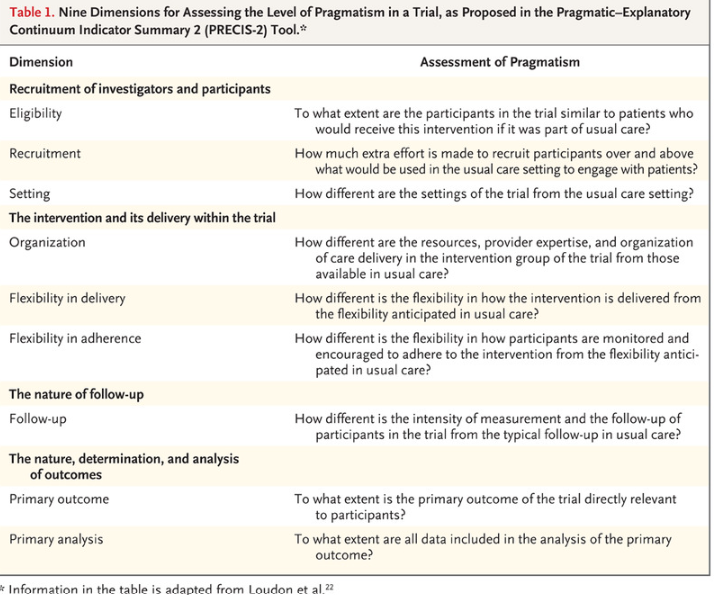 Table 1. Nine Dimensions for Assessing the Level of Pragmatism in a Trial, as Proposed in the Pragmatic–Explanatory
Continuum Indicator Summary 2 (PRECIS-2) Tool.*
Dimension Assessment of Pragmatism
Recruitment of investigators and participants
Eligibility To what extent are the participants in the trial similar to patients who
would receive this intervention if it was part of usual care?
Recruitment How much extra effort is made to recruit participants over and above
what would be used in the usual care setting to engage with patients?
Setting How different are the settings of the trial from the usual care setting?
The intervention and its delivery within the trial
Organization How different are the resources, provider expertise, and organization
of care delivery in the intervention group of the trial from those
available in usual care?
Flexibility in delivery How different is the flexibility in how the intervention is delivered from
the flexibility anticipated in usual care?
Flexibility in adherence How different is the flexibility in how participants are monitored and
encouraged to adhere to the intervention from the flexibility antici-
pated in usual care?
The nature of follow-up
Follow-up How different is the intensity of measurement and the follow-up of
participants in the trial from the typical follow-up in usual care?
The nature, determination, and analysis
of outcomes
Primary outcome To what extent is the primary outcome of the trial directly relevant
to participants?
Primary analysis To what extent are all data included in the analysis of the primary
outcome?
* Information in the table is adapted from Loudon et al.22